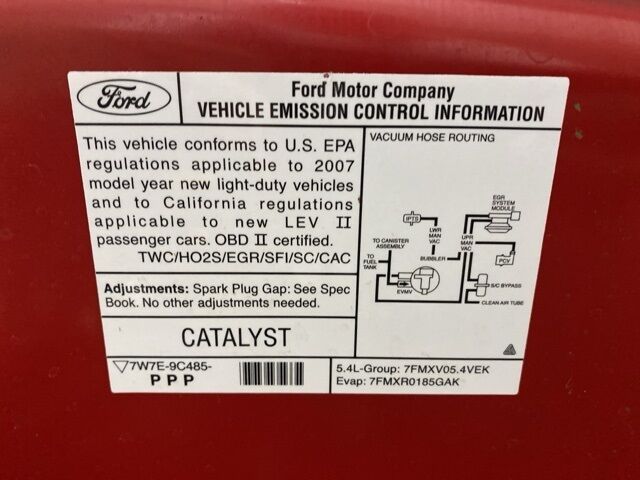 Ford
Ford Motor Company
VEHICLE EMISSION CONTROL INFORMATION
This vehicle conforms to U.S. EPA
regulations applicable to 2007
model year new light-duty vehicles
and to California regulations
applicable to new LEV II
passenger cars. OBD II certified.
TWC/HO2S/EGR/SFI/SC/CAC
Adjustments: Spark Plug Gap: See Spec
Book. No other adjustments needed.
CATALYST
7W7E-9C485-
PPP
VACUUM HOSE ROUTING
EGR
SYSTEM
MODULE
IPTS
LWR
MAN
VAC
UPR
MAN
VAC
TO CANISTER
ASSEMBLY
TO FUEL
TANK
BUBBLER
PCV
EVMV
S/C BYPASS
CLEAN AIR TUBE
5.4L-Group: 7FMXV05.4VEK
Evap: 7FMXR0185GAK